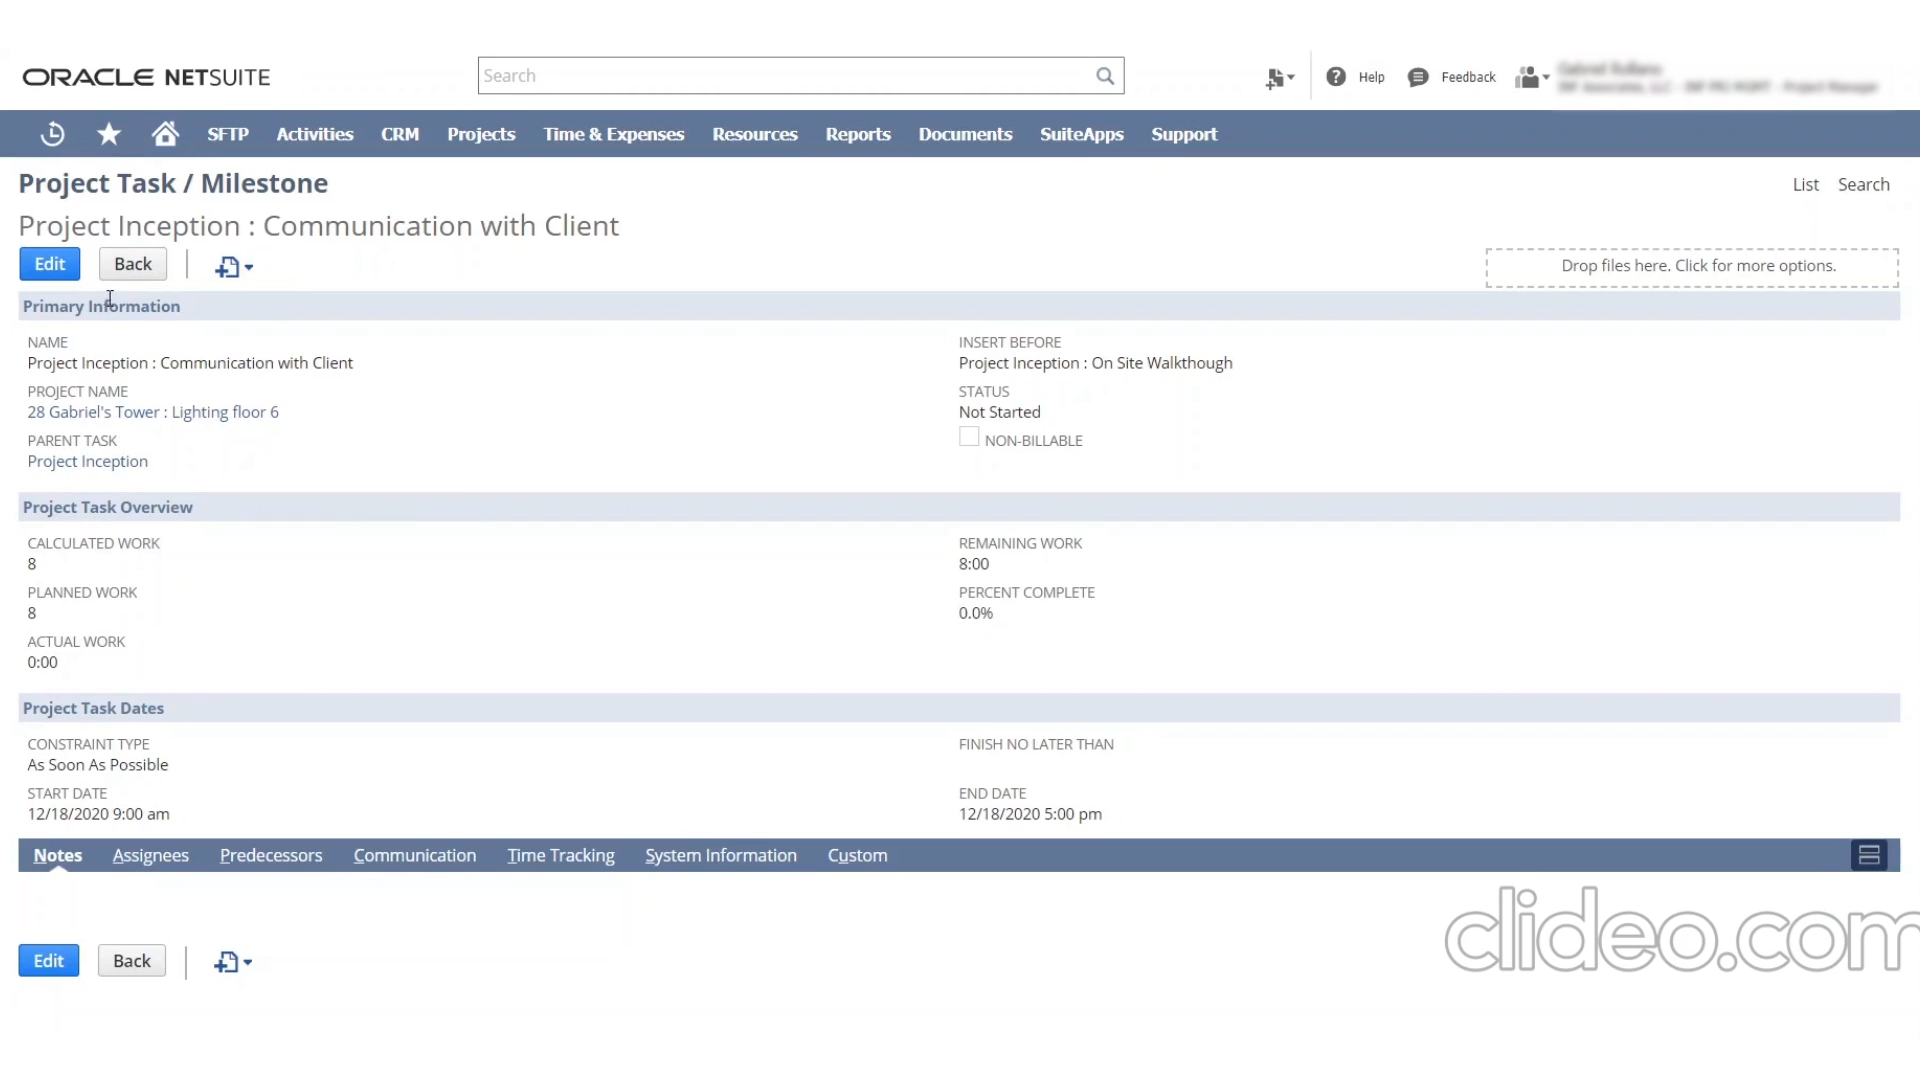 ORACLE NETSUITE
Search
Help
Feedback
SFTP Activities CRM Projects Time & Expenses Resources Reports Documents SuiteApps Support
Project Task / Milestone
List Search
Project Inception : Communication with Client
Edit Back
Drop files here. Click for more options.
Primary Information
NAME
Project Inception : Communication with Client
PROJECT NAME
28 Gabriel's Tower : Lighting floor 6
PARENT TASK
Project Inception
INSERT BEFORE
Project Inception : On Site Walkthough
STATUS
Not Started
NON-BILLABLE
Project Task Overview
CALCULATED WORK
8
PLANNED WORK
8
ACTUAL WORK
0:00
REMAINING WORK
8:00
PERCENT COMPLETE
0.0%
Project Task Dates
CONSTRAINT TYPE
As Soon As Possible
START DATE
12/18/2020 9:00 am
FINISH NO LATER THAN
END DATE
12/18/2020 5:00 pm
Notes Assignees Predecessors Communication Time Tracking System Information Custom
clideo.com
Edit Back